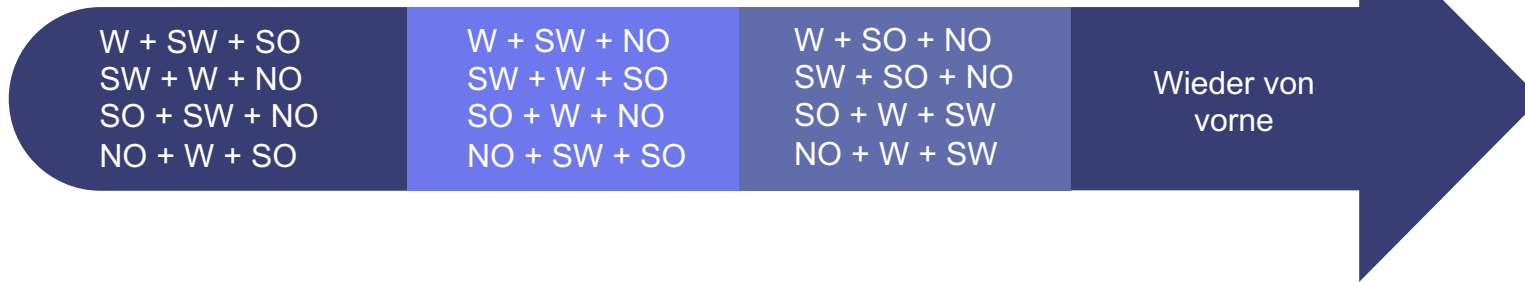 W + SW + SO
SW + W + NO
SO + SW + NO
NO + W + SO
W + SW + NO
SW + W + SO
SO + W + NO
NO + SW + SO
W + SO + NO
SW + SO + NO
SO + W + SW
NO + W + SW
Wieder von
vorne